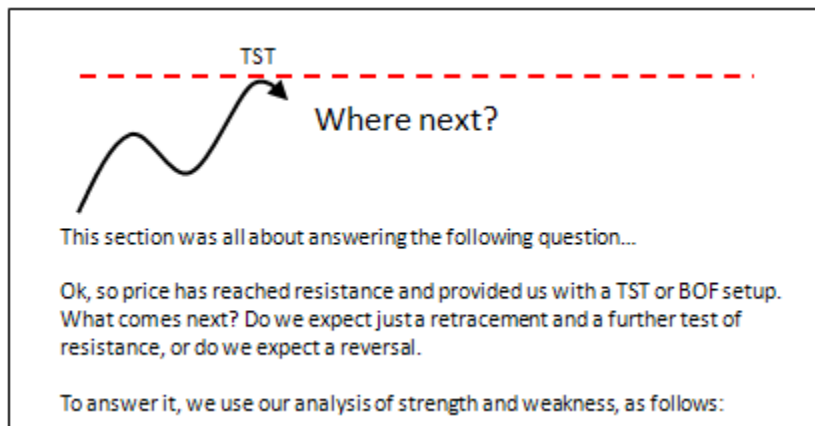 TST
Where next?
This section was all about answering the following question...
Ok, so price has reached resistance and provided us with a TST or BOF setup.
What comes next? Do we expect just a retracement and a further test of
resistance, or do we expect a reversal.
To answer it, we use our analysis of strength and weakness, as follows: